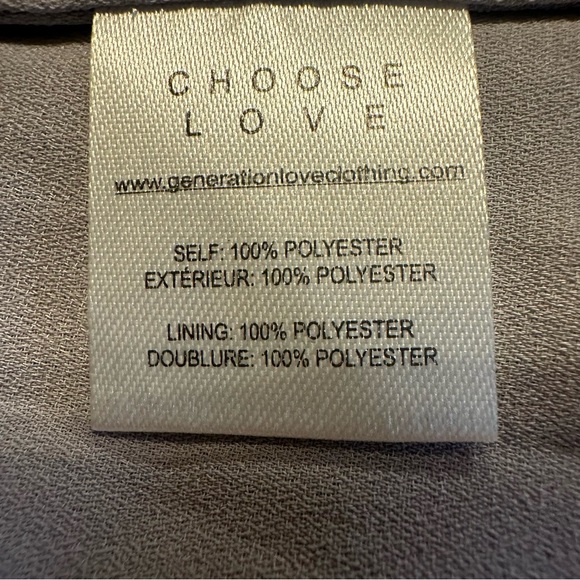 CHOOSE
LOVE
www.generationloveclothing.com
SELF: 100% POLYESTER
EXTÉRIEUR: 100% POLYESTER
LINING: 100% POLYESTER
DOUBLURE: 100% POLYESTER